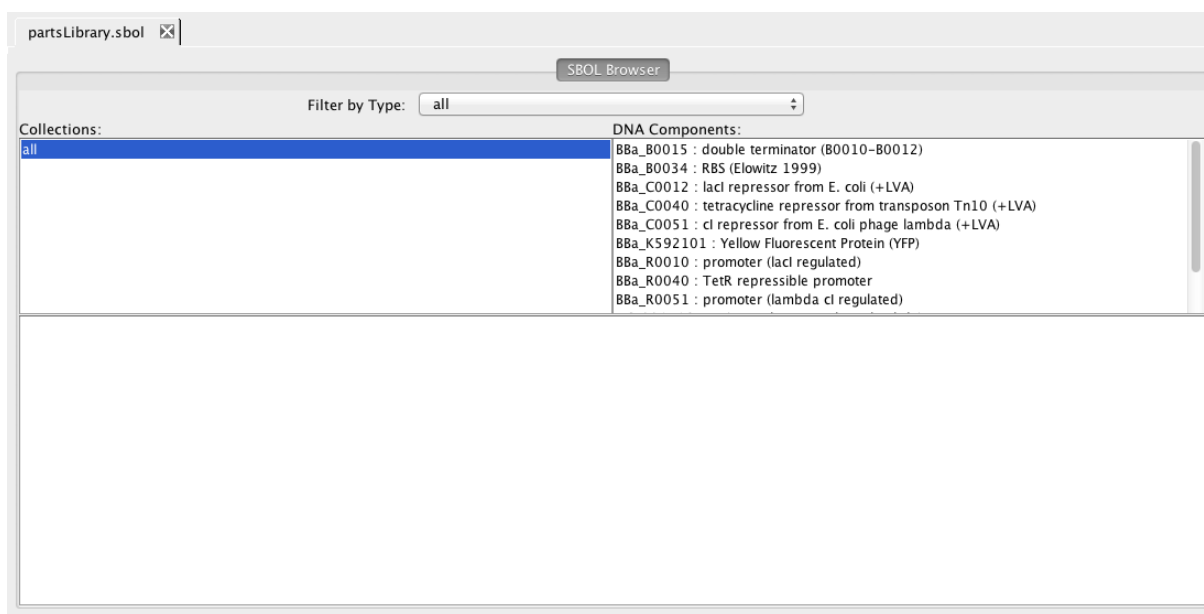 partsLibrary.sbol
SBOL Browser
Filter by Type: all
Collections:
all
DNA Components:
BBa_B0015 : double terminator (B0010-B0012)
BBa_B0034 : RBS (Elowitz 1999)
BBa_C0012 : lacI repressor from E. coli (+LVA)
BBa_C0040 : tetracycline repressor from transposon Tn10 (+LVA)
BBa_C0051 : cI repressor from E. coli phage lambda (+LVA)
BBa_K592101 : Yellow Fluorescent Protein (YFP)
BBa_R0010 : promoter (lacI regulated)
BBa_R0040 : TetR repressible promoter
BBa_R0051 : promoter (lambda cI regulated)